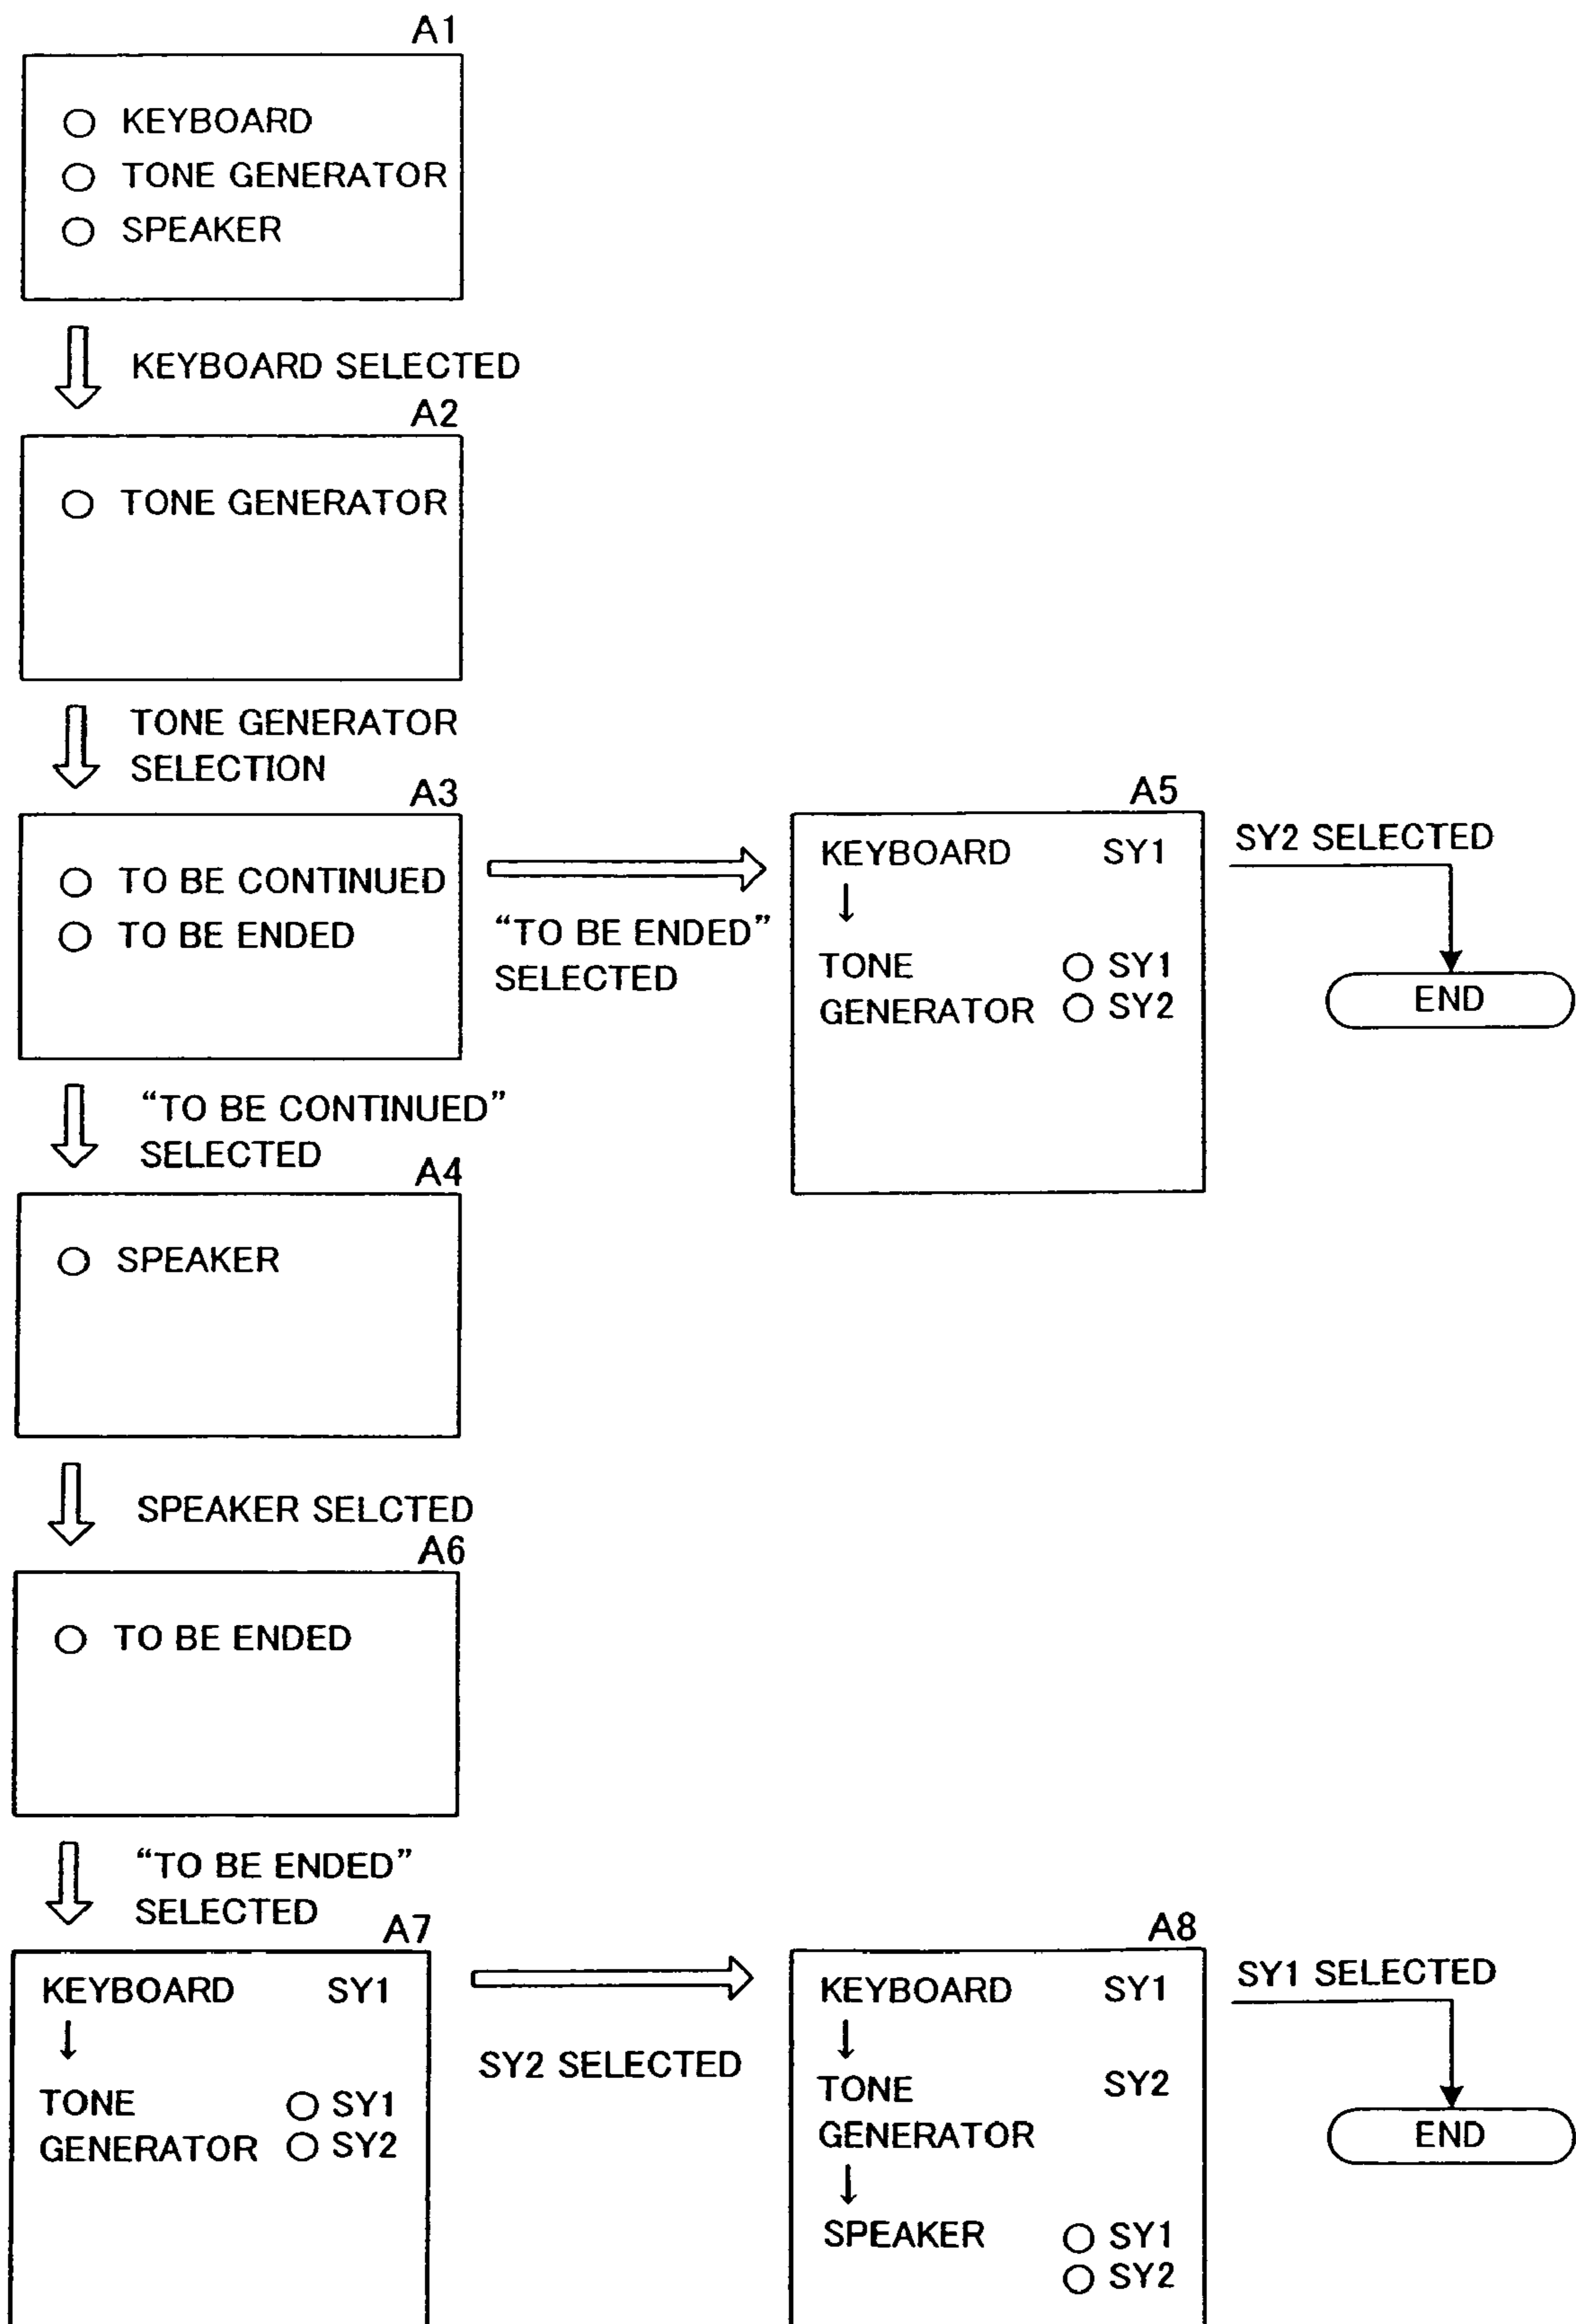 A1
○ KEYBOARD
○ TONE GENERATOR
○ SPEAKER
KEYBOARD SELECTED
A2
○ TONE GENERATOR
TONE GENERATOR
SELECTION
A3
○ TO BE CONTINUED
○ TO BE ENDED
“TO BE ENDED”
SELECTED
A5
KEYBOARD SY1
↓
TONE ○ SY1
GENERATOR ○ SY2
SY2 SELECTED
END
“TO BE CONTINUED”
SELECTED
A4
○ SPEAKER
SPEAKER SELCTED
A6
○ TO BE ENDED
“TO BE ENDED”
SELECTED
A7
KEYBOARD SY1
↓
TONE ○ SY1
GENERATOR ○ SY2
SY2 SELECTED
A8
KEYBOARD SY1
↓
TONE SY2
GENERATOR
↓
SPEAKER ○ SY1
○ SY2
SY1 SELECTED
END